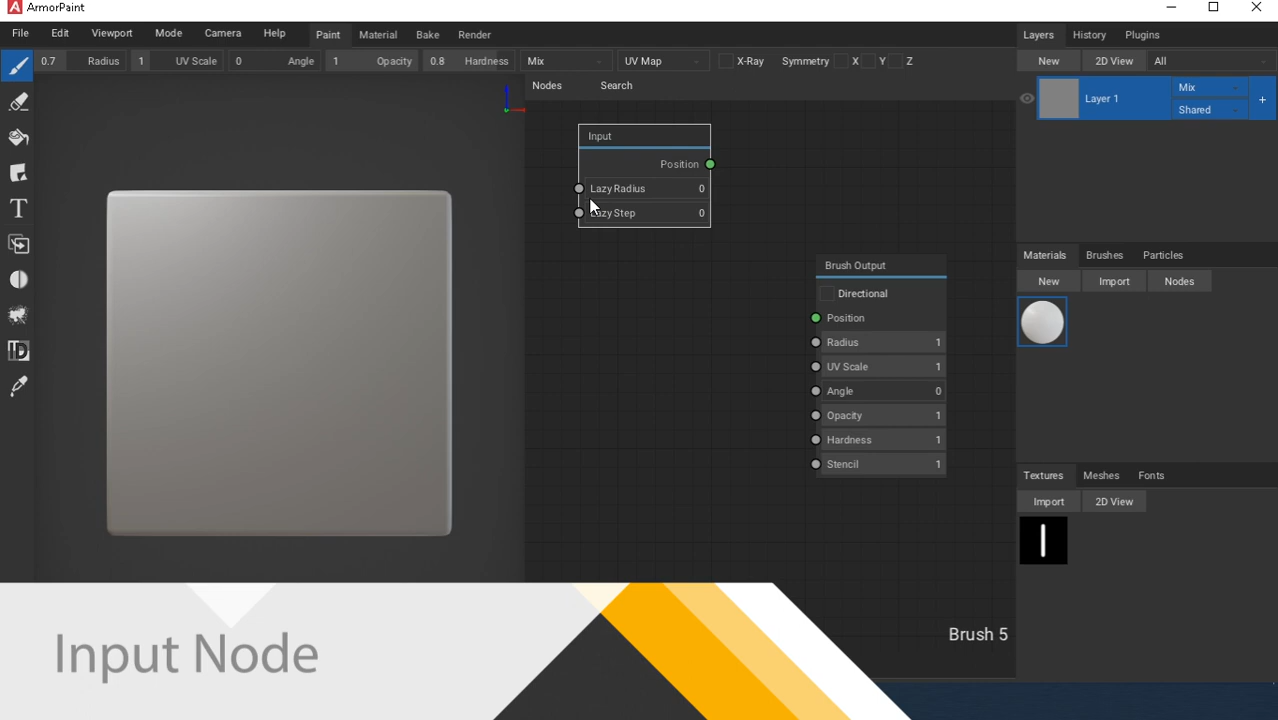 ArmorPaint
File Edit Viewport Mode Camera Help Paint Material Bake Render
Layers History Plugins
0.7 Radius 1 UV Scale 0 Angle 1 Opacity 0.8 Hardness Mix UV Map X-Ray Symmetry X Y Z
New 2D View All
Nodes Search
Layer 1
Mix
Shared
+
Input
Position
Lazy Radius 0
Lazy Step 0
Brush Output
Directional
Position
Radius 1
UV Scale 1
Angle 0
Opacity 1
Hardness 1
Stencil 1
Materials Brushes Particles
New Import Nodes
Textures Meshes Fonts
Import 2D View
Brush 5
Input Node